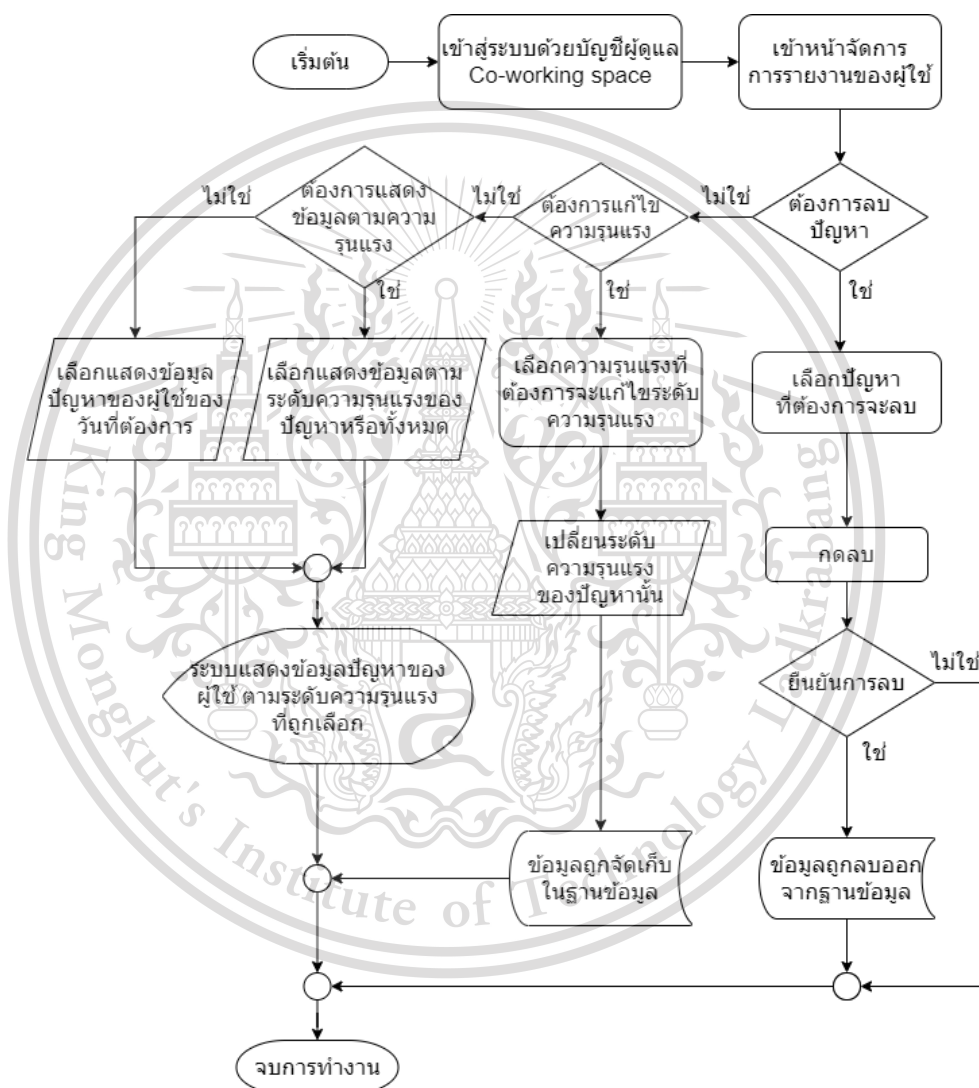 เริ่มต้น
เข้าสู่ระบบด้วยบัญชีผู้ดูแล
Co-working space
เข้าหน้าจัดการ
การรายงานของผู้ใช้
ต้องการลบ
ปัญหา
ไม่ใช่
ใช่
ต้องการแก้ไข
ความรุนแรง
ไม่ใช่
ใช่
ต้องการแสดง
ข้อมูลตามความ
รุนแรง
ไม่ใช่
ใช่
เลือกแสดงข้อมูล
ปัญหาของผู้ใช้ของ
วันที่ต้องการ
เลือกแสดงข้อมูลตาม
ระดับความรุนแรงของ
ปัญหาหรือทั้งหมด
เลือกความรุนแรงที่
ต้องการจะแก้ไขระดับ
ความรุนแรง
เลือกปัญหา
ที่ต้องการจะลบ
เปลี่ยนระดับ
ความรุนแรง
ของปัญหานั้น
กดลบ
ระบบแสดงข้อมูลปัญหาของ
ผู้ใช้ ตามระดับความรุนแรง
ที่ถูกเลือก
ยืนยันการลบ
ไม่ใช่
ใช่
ข้อมูลถูกจัดเก็บ
ในฐานข้อมูล
ข้อมูลถูกลบออก
จากฐานข้อมูล
จบการทำงาน
King Mongkut's Institute of Technology Ladkrabang